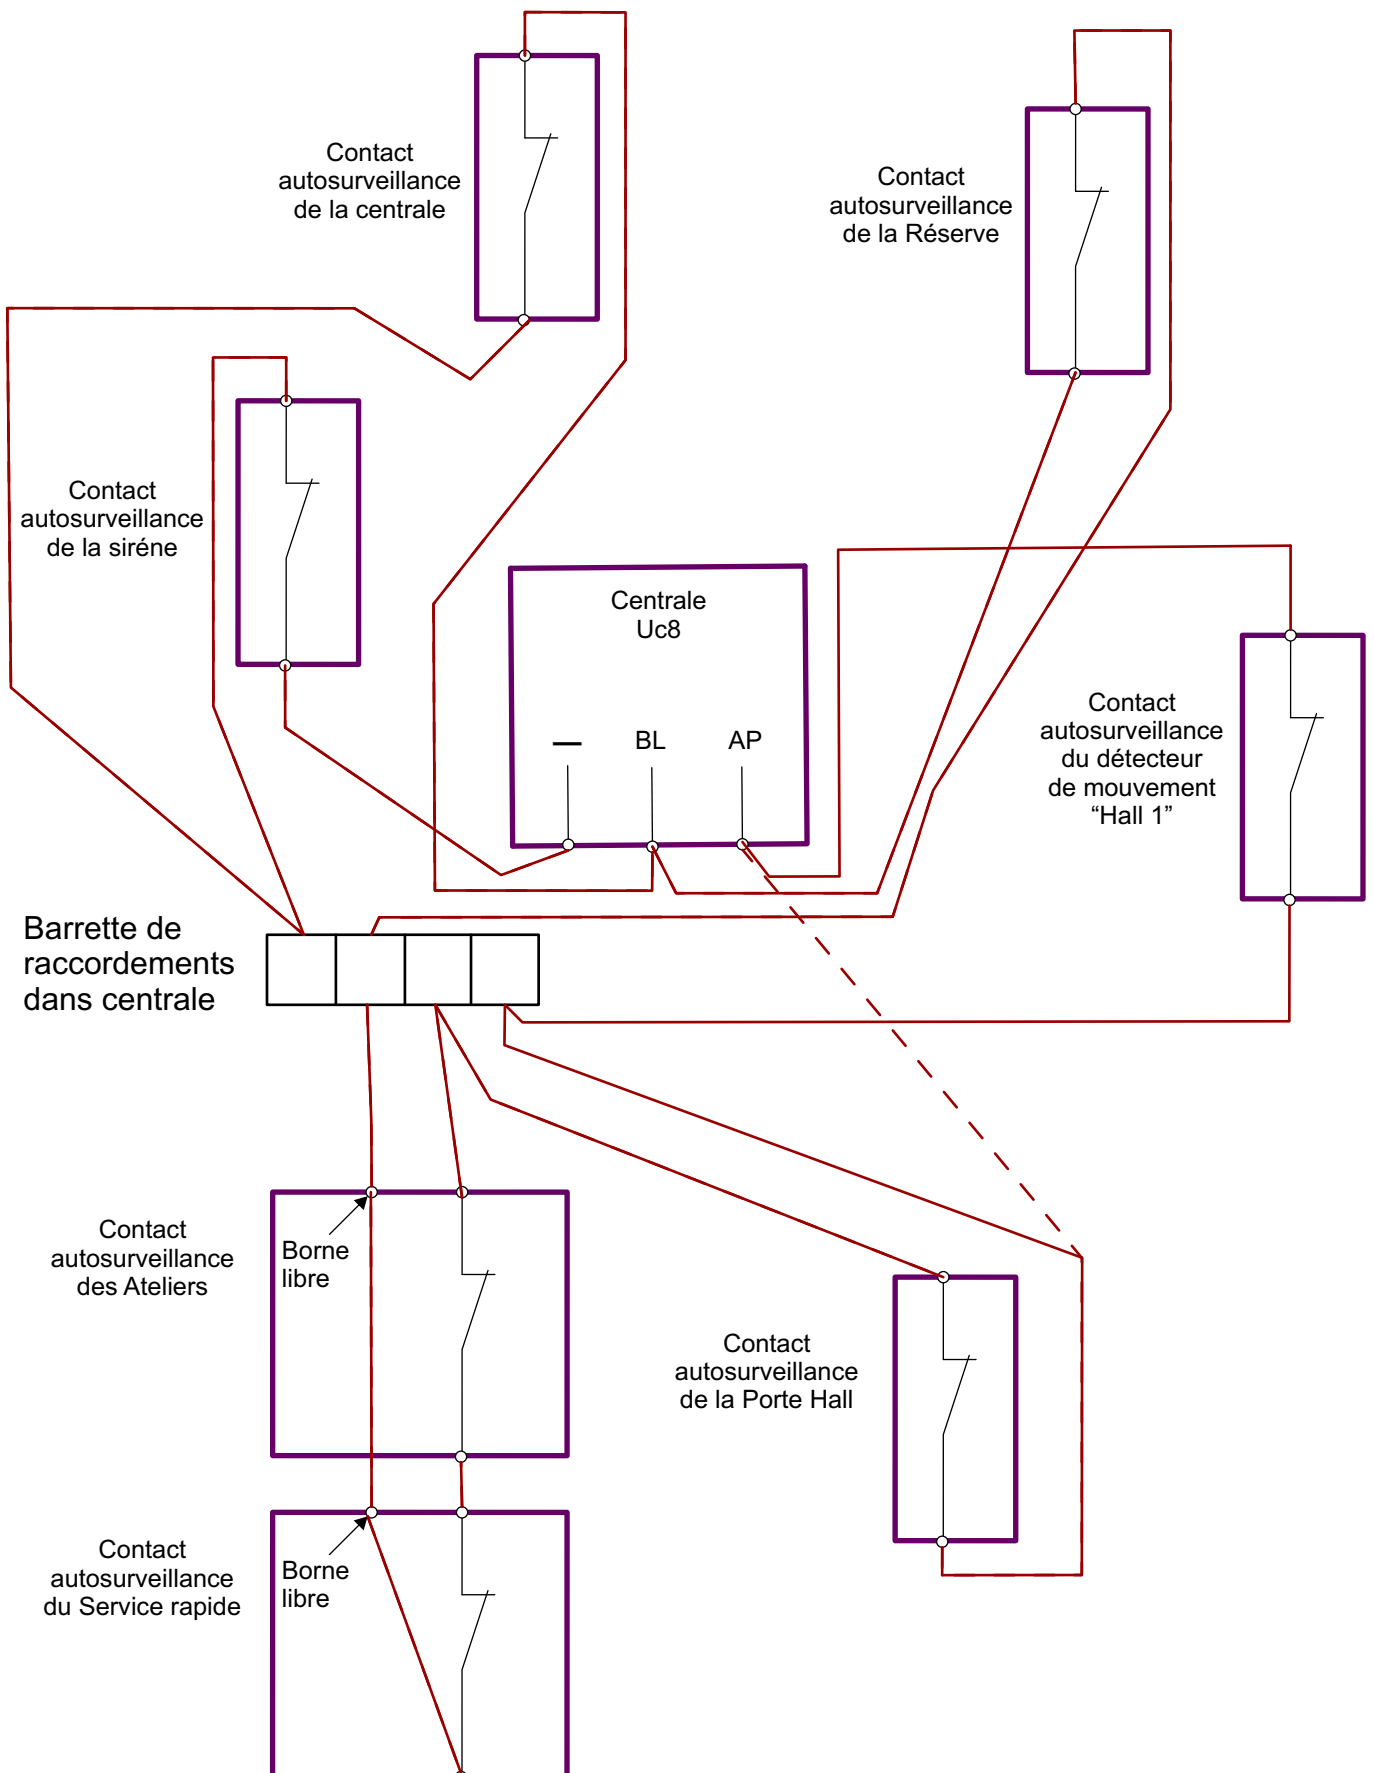 Contact
autosurveillance
de la centrale
Contact
autosurveillance
de la Réserve
Contact
autosurveillance
de la siréne
Centrale
Uc8
—
BL
AP
Contact
autosurveillance
du détecteur
de mouvement
“Hall 1”
Barrette de
raccordements
dans centrale
Contact
autosurveillance
des Ateliers
Borne
libre
Contact
autosurveillance
de la Porte Hall
Contact
autosurveillance
du Service rapide
Borne
libre